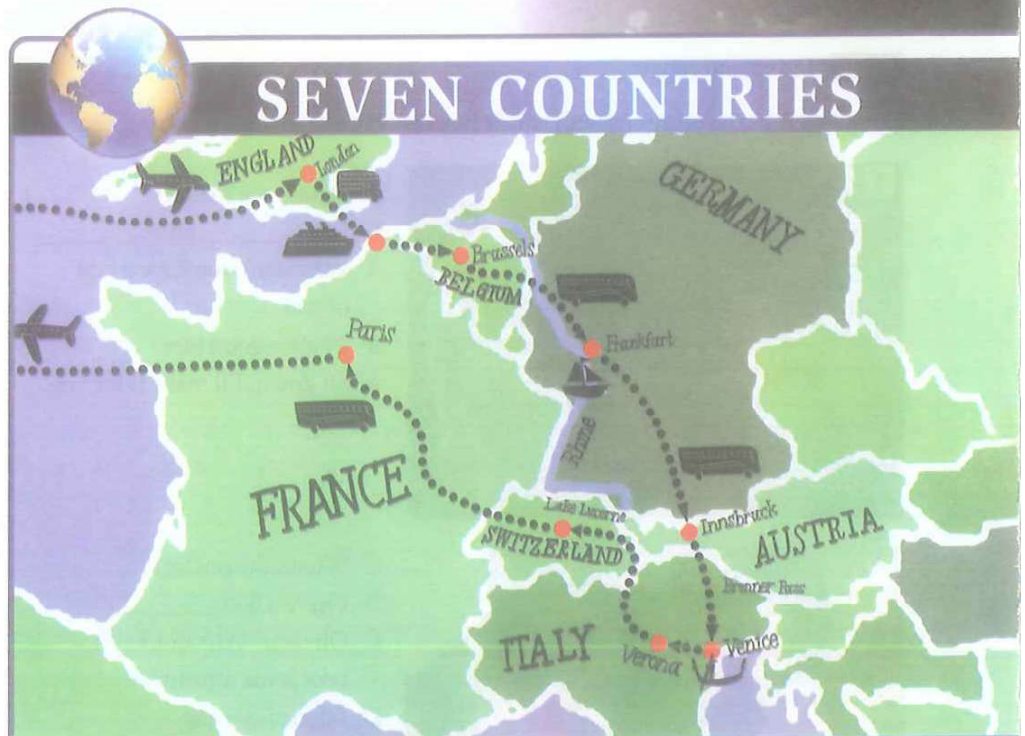 SEVEN COUNTRIES
ENGLAND
London
GERMANY
Brussels
BELGIUM
Paris
Frankfurt
Rhine
FRANCE
Lake Lucerne
SWITZERLAND
Innsbruck
AUSTRIA
Brenner Pass
ITALY
Verona
Venice